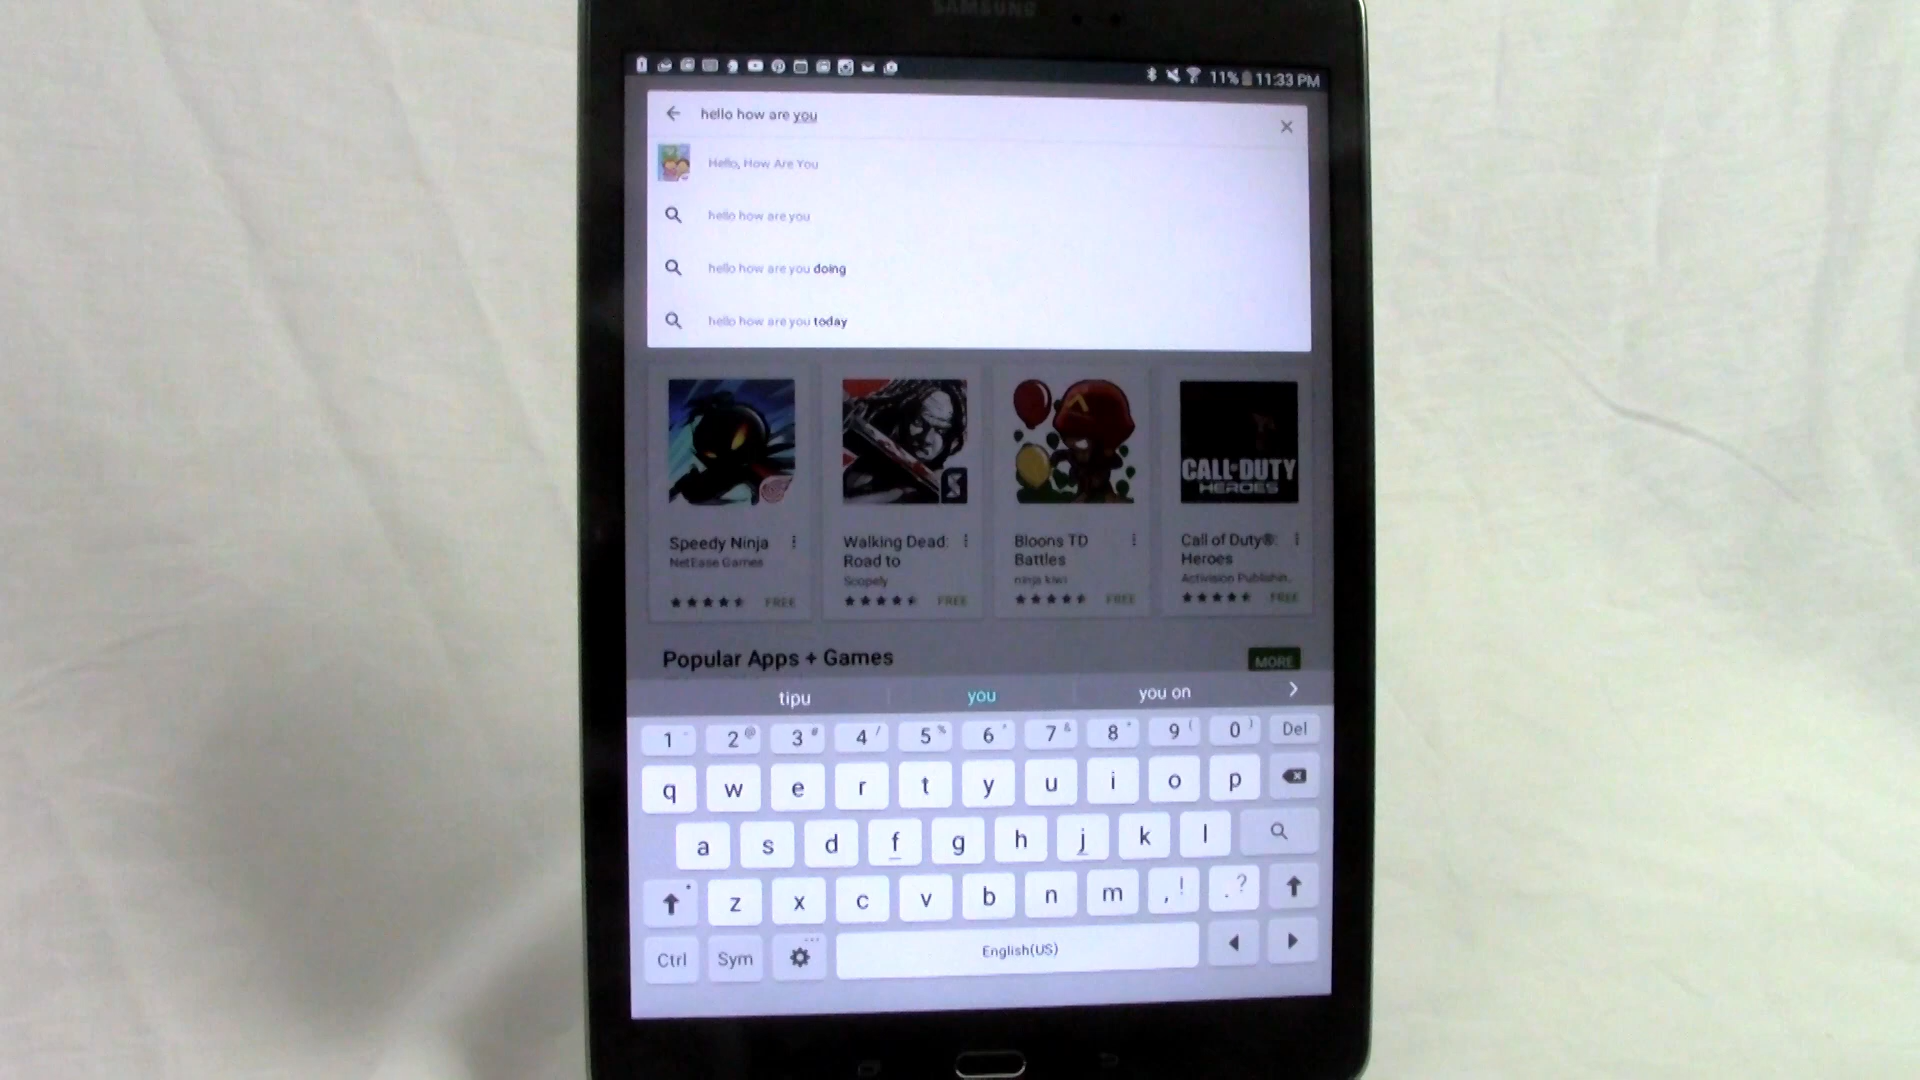 SAMSUNG
11% 11:33 PM
hello how are you
Hello, How Are You
hello how are you
hello how are you doing
hello how are you today
CALL OF DUTY
HEROES
Speedy Ninja
NetEase Games
FREE
Walking Dead:
Road to
Scopely
FREE
Bloons TD
Battles
ninja kiwi
FREE
Call of Duty®:
Heroes
Activision Publishin..
FREE
Popular Apps + Games
MORE
tipu you you on
1 2 @ 3 # 4 / 5 % 6 ^ 7 & 8 * 9 ( 0 ) Del
q w e r t y u i o p
a s d f g h j k l
z x c v b n m , ! . ?
Ctrl Sym English(US)